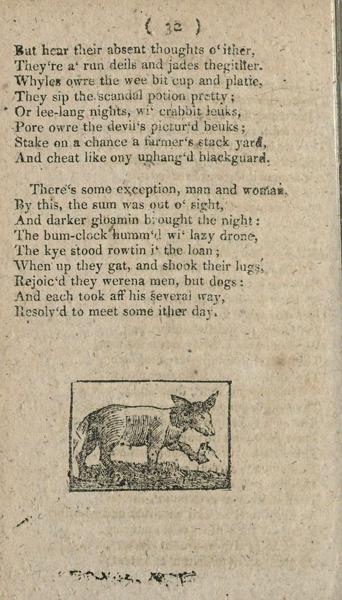 ( 32 )
But hear their absent thoughts o' ither,
They're a' run deils and jades thegither.
Whyles owre the wee bit cup and platie,
They sip the scandal potion pretty;
Or lee-lang nights, wi' crabbit leuks,
Pore owre the devil's pictur'd beuks;
Stake on a chance a farmer's stack yard,
And cheat like ony unhang'd blackguard.
There's some exception, man and woman.
By this, the sum was out o' sight,
And darker gloamin brought the night:
The bum-clock humm'd wi' lazy drone,
The kye stood rowtin i' the loan;
When up they gat, and shook their lugs,
Rejoic'd they werena men, but dogs:
And each took aff his several way,
Resolv'd to meet some ither day.